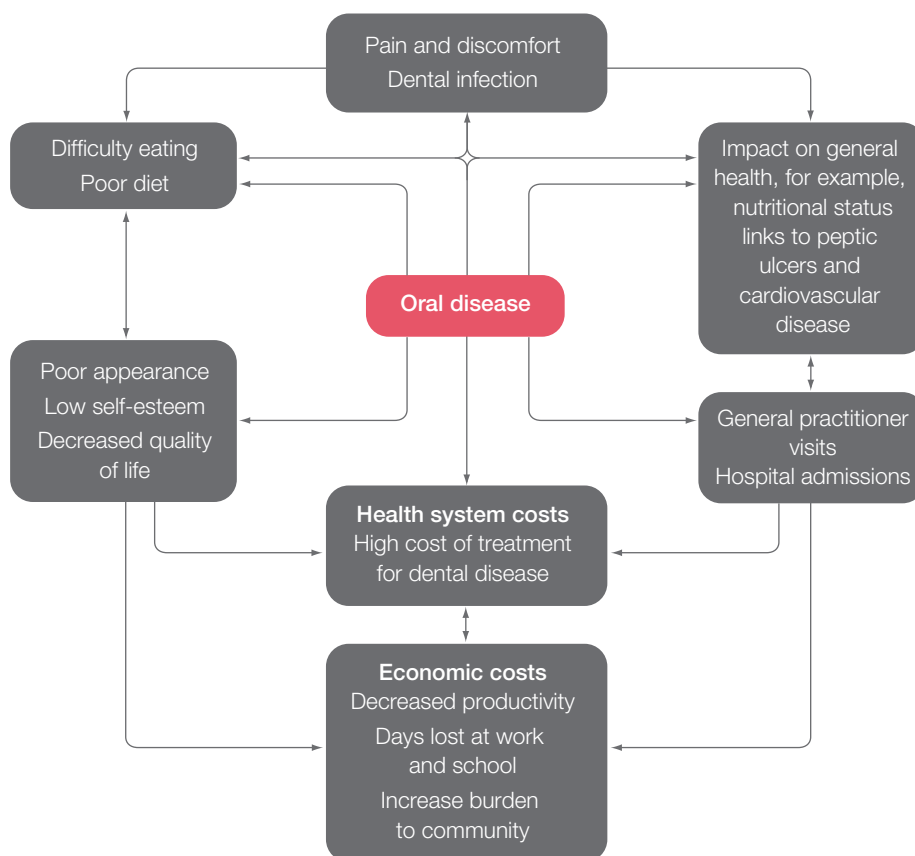 Pain and discomfort
Dental infection
Difficulty eating
Poor diet
Impact on general
health, for example,
nutritional status
links to peptic
ulcers and
cardiovascular
disease
Oral disease
Poor appearance
Low self-esteem
Decreased quality
of life
General practitioner
visits
Hospital admissions
Health system costs
High cost of treatment
for dental disease
Economic costs
Decreased productivity
Days lost at work
and school
Increase burden
to community